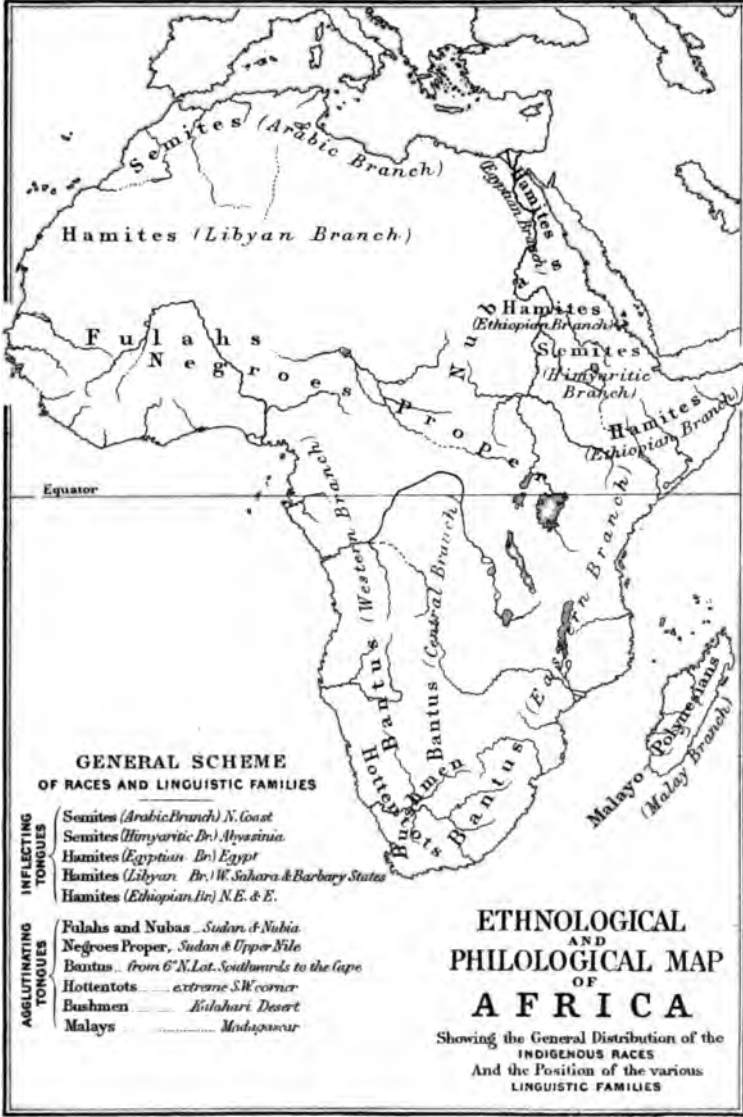 Semites (Arabic Branch)
Hamites (Egyptian Branch)
Hamites (Libyan Branch)
Fulahs
Nubas
Hamites
(Ethiopian Branch)
Semites
(Himyaritic
Branch)
Negroes Proper
Hamites
(Ethiopian Branch)
Equator
Bantus (Western Branch)
Bantus (Central Branch)
Bantus (Eastern Branch)
Hottentots
Bushmen
Malayo Polynesians
(Malay Branch)
GENERAL SCHEME
OF RACES AND LINGUISTIC FAMILIES
INFLECTING
TONGUES
Semites (Arabic Branch) N. Coast
Semites (Himyaritic Br.) Abyssinia
Hamites (Egyptian Br.) Egypt
Hamites (Libyan Br.) W. Sahara & Barbary States
Hamites (Ethiopian Br.) N.E. & E.
AGGLUTINATING
TONGUES
Fulahs and Nubas .. Sudan & Nubia
Negroes Proper, Sudan & Upper Nile
Bantus .. from 6° N. Lat. Southwards to the Cape
Hottentots ........ extreme S.W. corner
Bushmen ........ Kalahari Desert
Malays ........ Madagascar
ETHNOLOGICAL
AND
PHILOLOGICAL MAP
OF
AFRICA
Showing the General Distribution of the
INDIGENOUS RACES
And the Position of the various
LINGUISTIC FAMILIES